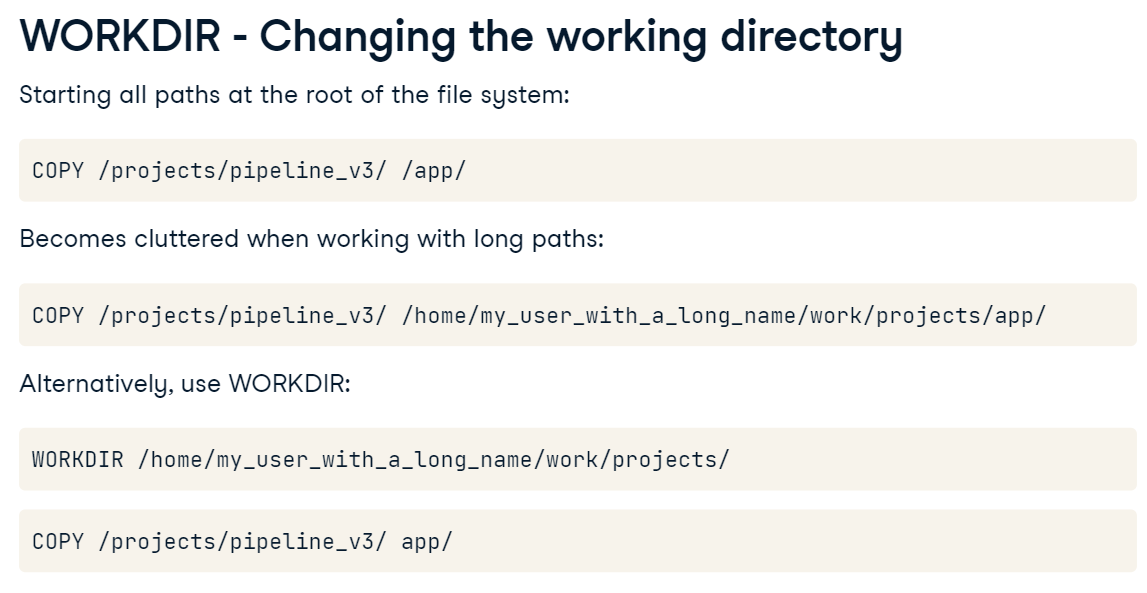 WORKDIR - Changing the working directory
Starting all paths at the root of the file system:
COPY /projects/pipeline_v3/ /app/
Becomes cluttered when working with long paths:
COPY /projects/pipeline_v3/ /home/my_user_with_a_long_name/work/projects/app/
Alternatively, use WORKDIR:
WORKDIR /home/my_user_with_a_long_name/work/projects/
COPY /projects/pipeline_v3/ app/